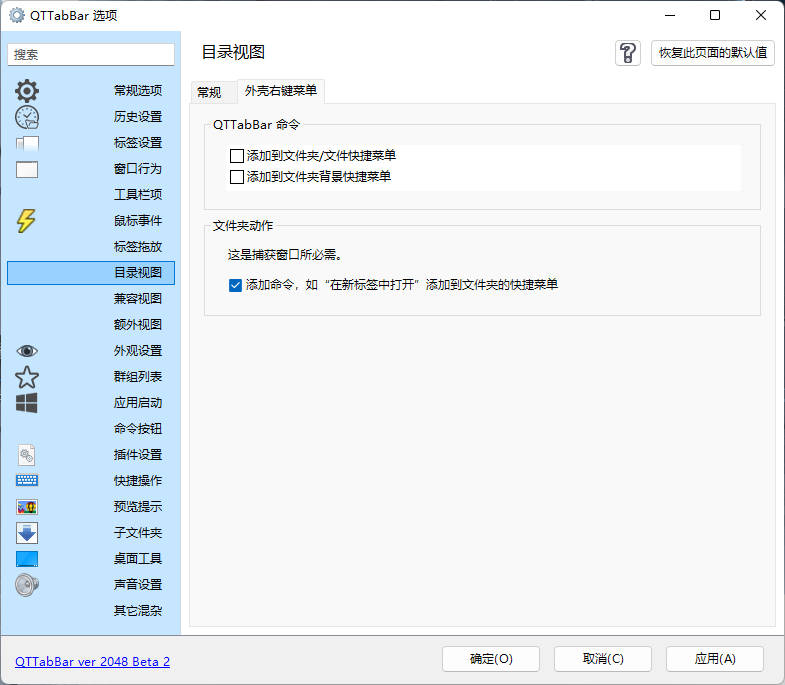 QTTabBar 选项
搜索
常规选项
历史设置
标签设置
窗口行为
工具栏项
鼠标事件
标签拖放
目录视图
兼容视图
额外视图
外观设置
群组列表
应用启动
命令按钮
插件设置
快捷操作
预览提示
子文件夹
桌面工具
声音设置
其它混杂
目录视图
恢复此页面的默认值
常规 外壳右键菜单
QTTabBar 命令
添加到文件夹/文件快捷菜单
添加到文件夹背景快捷菜单
文件夹动作
这是捕获窗口所必需。
添加命令，如“在新标签中打开”添加到文件夹的快捷菜单
QTTabBar ver 2048 Beta 2
确定(O) 取消(C) 应用(A)